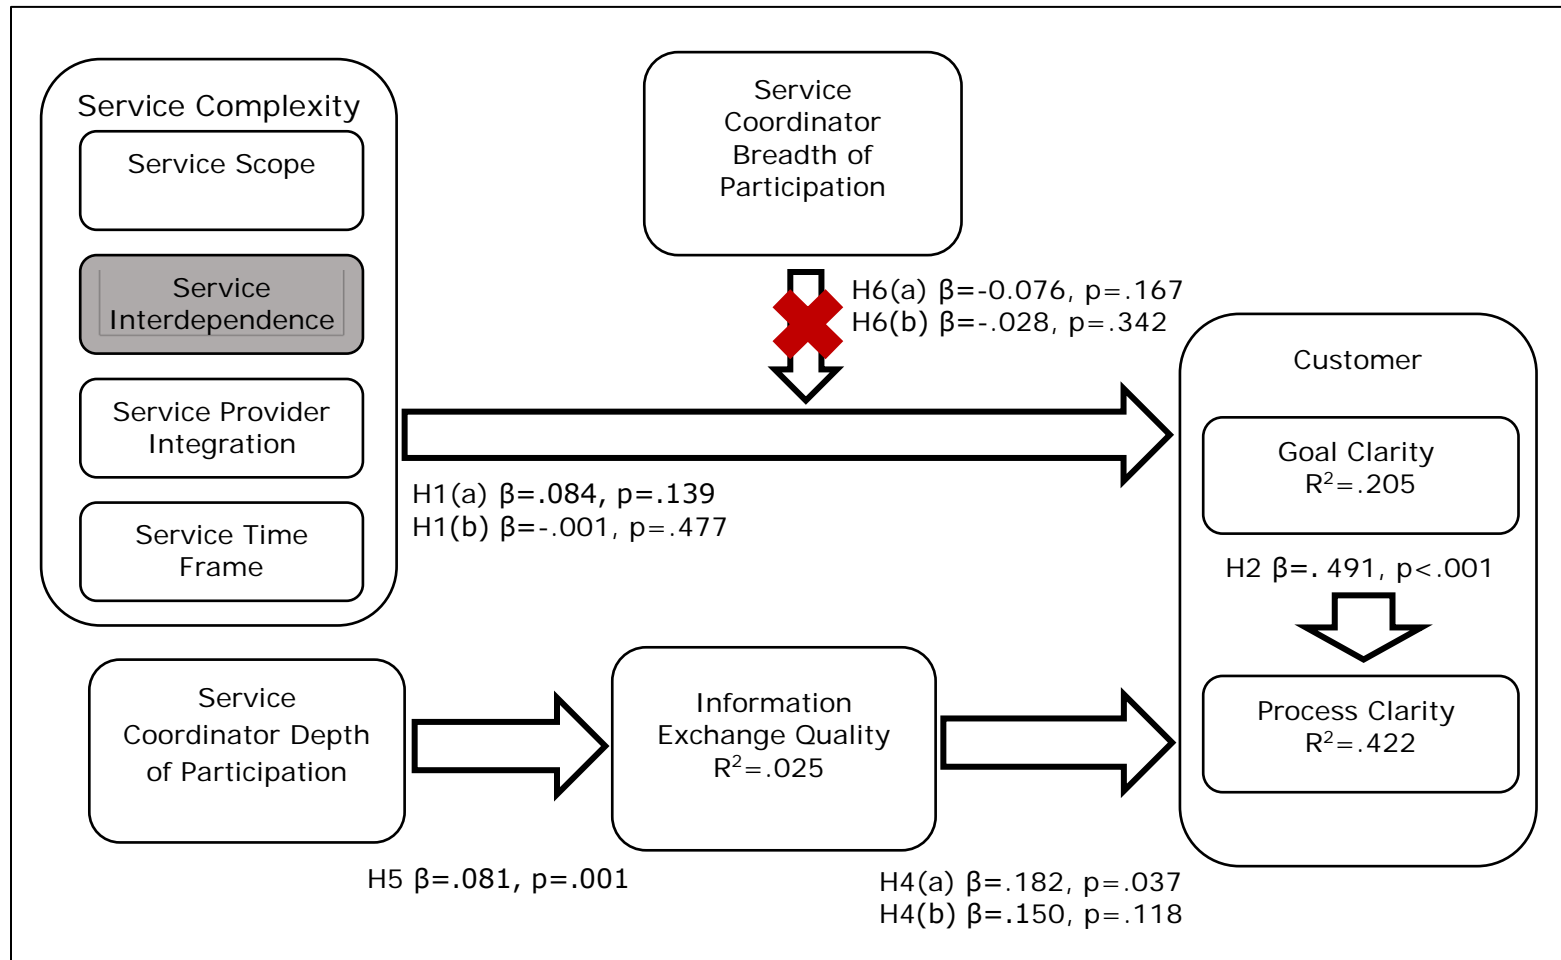 Service Complexity
Service Scope
Service
Interdependence
Service Provider
Integration
Service Time
Frame
Service
Coordinator
Breadth of
Participation
H6(a) β=-0.076, p=.167
H6(b) β=-.028, p=.342
H1(a) β=.084, p=.139
H1(b) β=-.001, p=.477
Customer
Goal Clarity
R²=.205
H2 β=. 491, p<.001
Process Clarity
R²=.422
Service
Coordinator Depth
of Participation
Information
Exchange Quality
R²=.025
H5 β=.081, p=.001
H4(a) β=.182, p=.037
H4(b) β=.150, p=.118